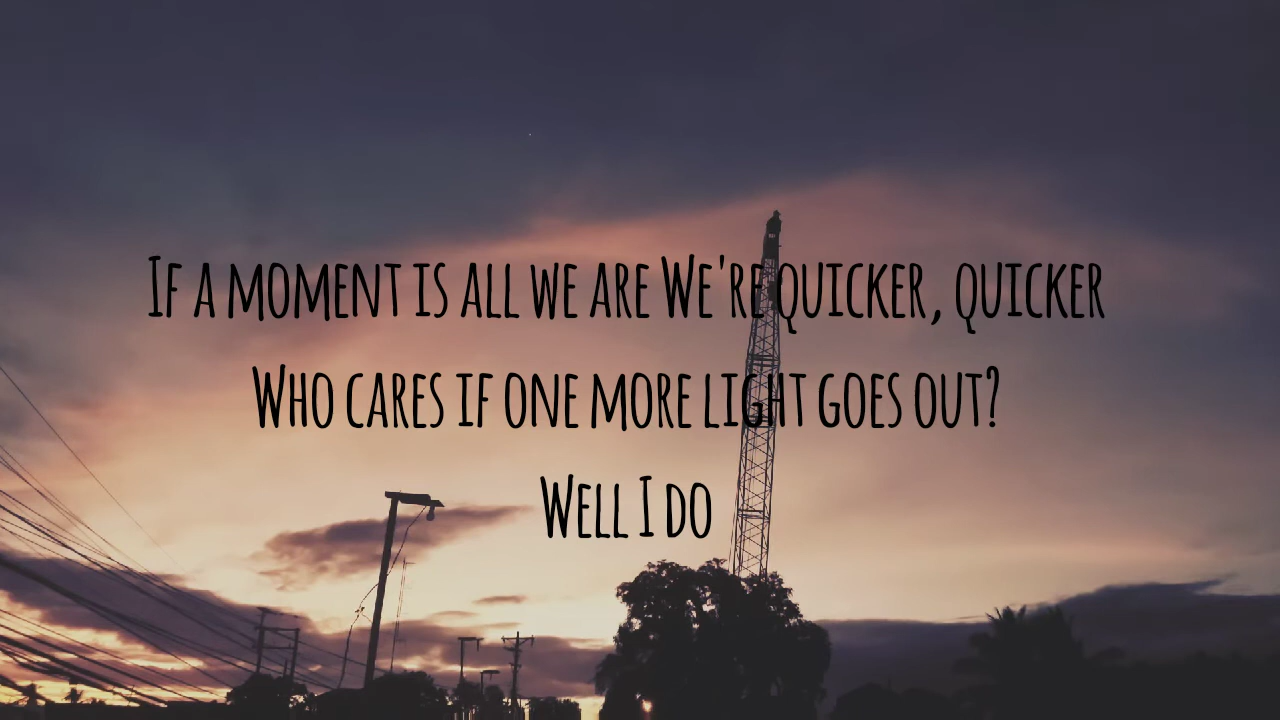 If a moment is all we are We're quicker, quicker
Who cares if one more light goes out?
Well I do